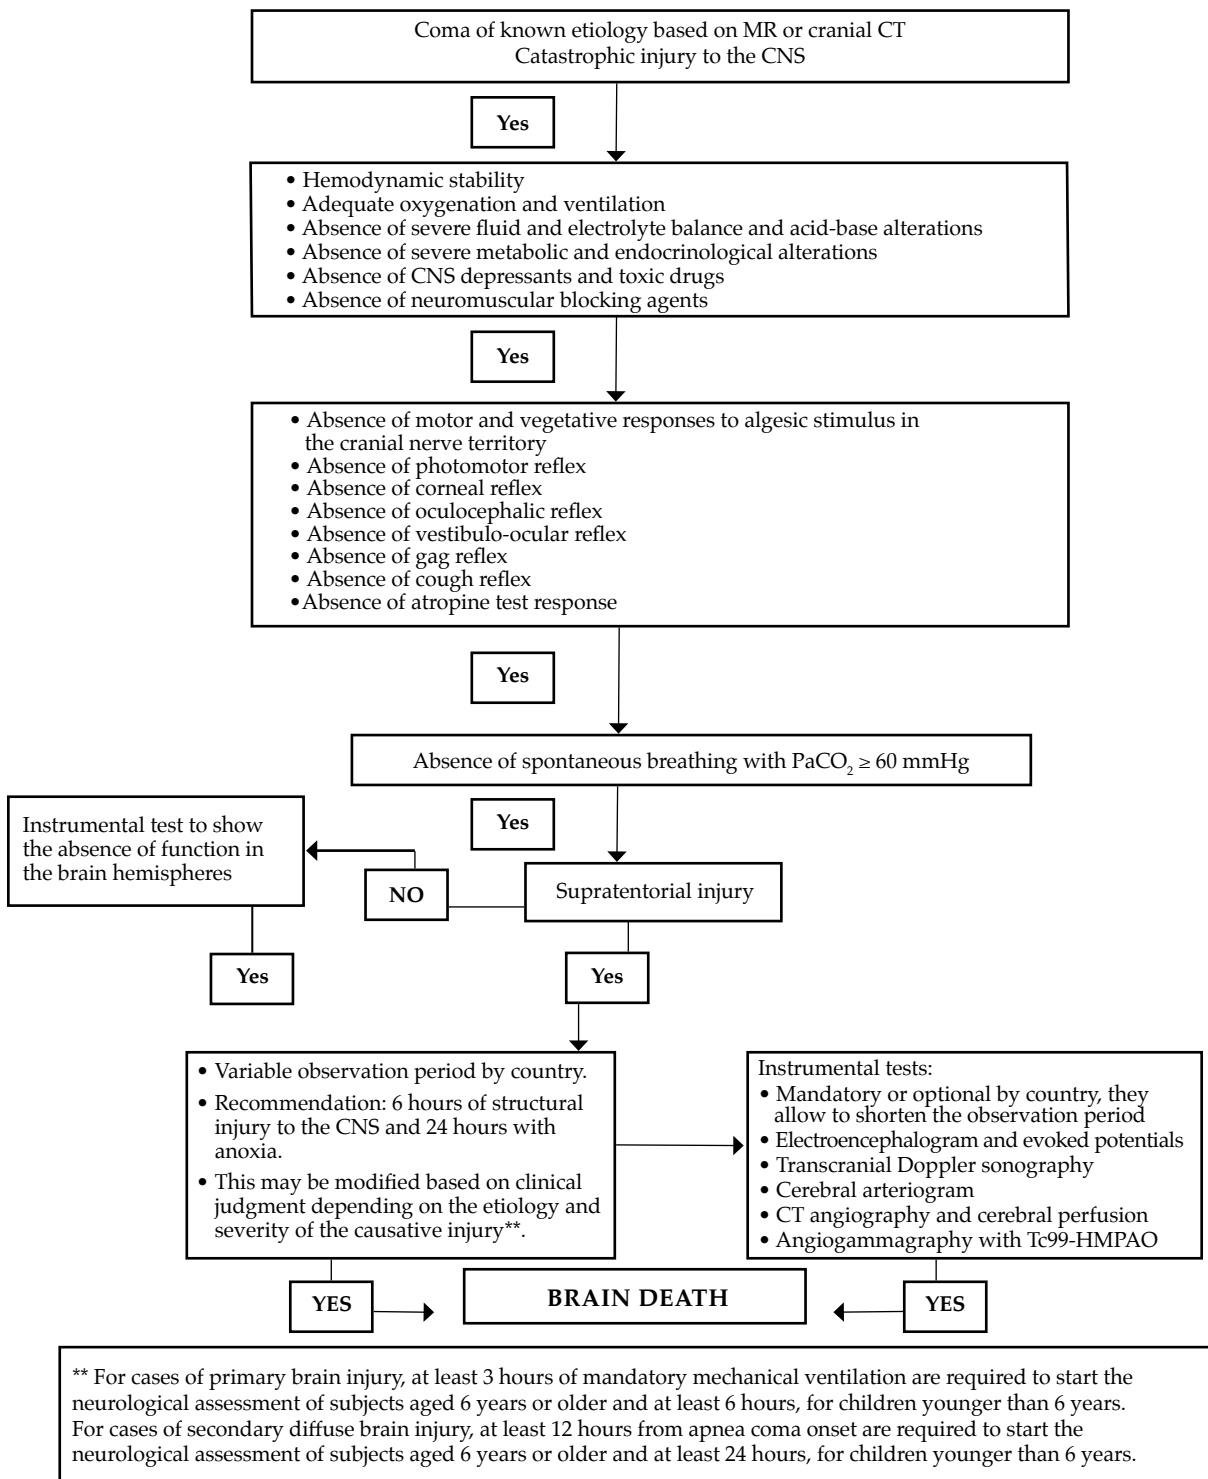 Coma of known etiology based on MR or cranial CT
Catastrophic injury to the CNS
Yes
• Hemodynamic stability
• Adequate oxygenation and ventilation
• Absence of severe fluid and electrolyte balance and acid-base alterations
• Absence of severe metabolic and endocrinological alterations
• Absence of CNS depressants and toxic drugs
• Absence of neuromuscular blocking agents
Yes
• Absence of motor and vegetative responses to algesic stimulus in
the cranial nerve territory
• Absence of photomotor reflex
• Absence of corneal reflex
• Absence of oculocephalic reflex
• Absence of vestibulo-ocular reflex
• Absence of gag reflex
• Absence of cough reflex
•Absence of atropine test response
Yes
Absence of spontaneous breathing with PaCO₂ ≥ 60 mmHg
Yes
Instrumental test to show
the absence of function in
the brain hemispheres
NO
Supratentorial injury
Yes
Yes
• Variable observation period by country.
• Recommendation: 6 hours of structural
injury to the CNS and 24 hours with
anoxia.
• This may be modified based on clinical
judgment depending on the etiology and
severity of the causative injury**.
Instrumental tests:
• Mandatory or optional by country, they
allow to shorten the observation period
• Electroencephalogram and evoked potentials
• Transcranial Doppler sonography
• Cerebral arteriogram
• CT angiography and cerebral perfusion
• Angiogammagraphy with Tc99-HMPAO
YES
BRAIN DEATH
YES
** For cases of primary brain injury, at least 3 hours of mandatory mechanical ventilation are required to start the
neurological assessment of subjects aged 6 years or older and at least 6 hours, for children younger than 6 years.
For cases of secondary diffuse brain injury, at least 12 hours from apnea coma onset are required to start the
neurological assessment of subjects aged 6 years or older and at least 24 hours, for children younger than 6 years.